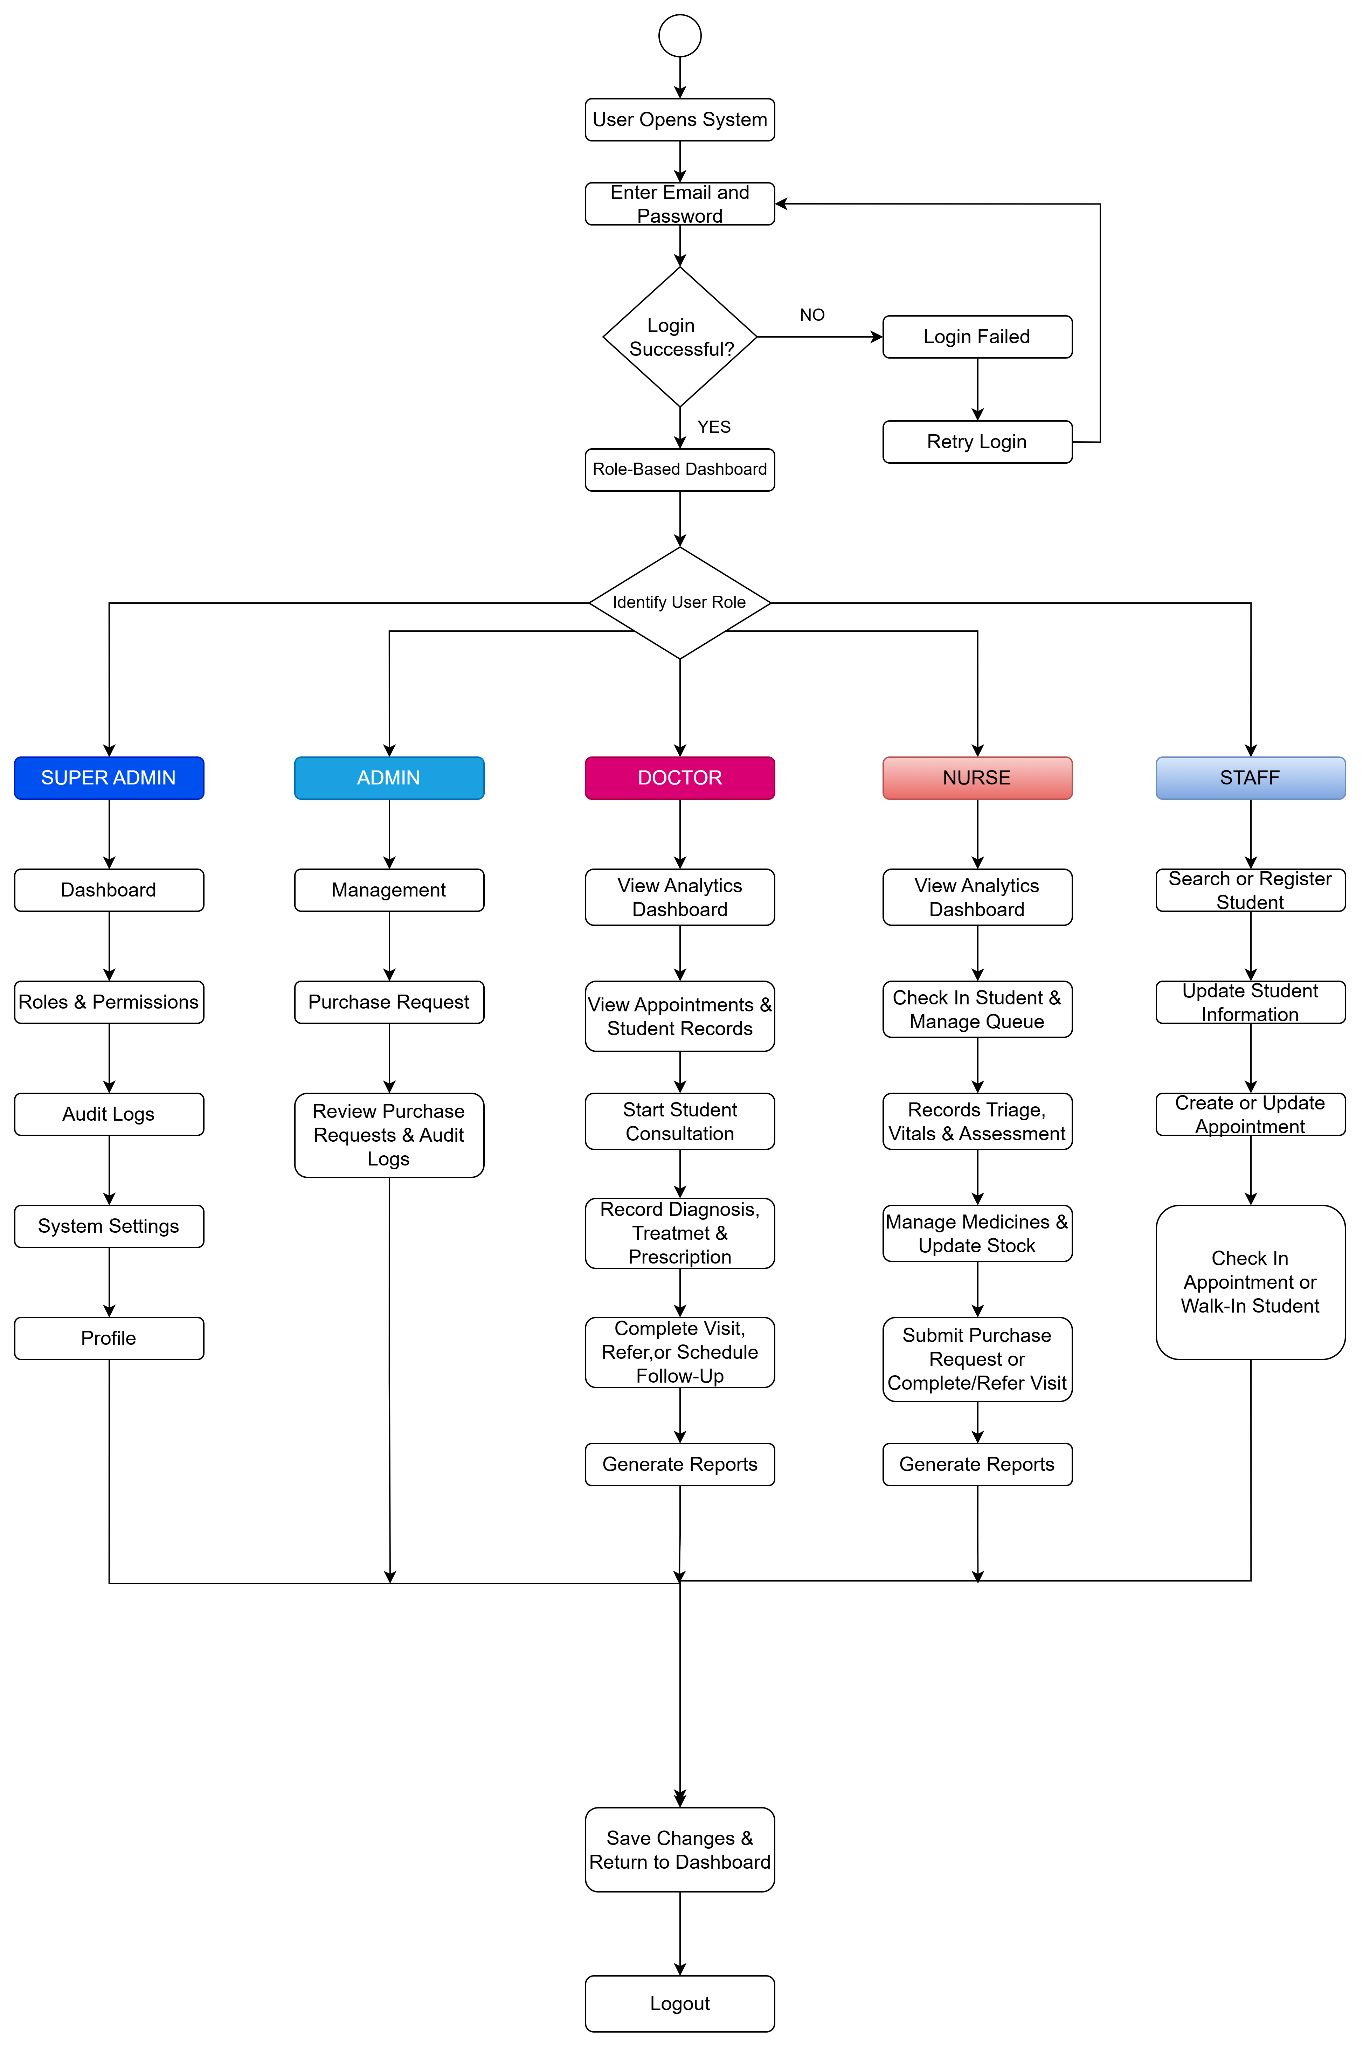 User Opens System
Enter Email and
Password
Login
Successful?
NO
Login Failed
YES
Retry Login
Role-Based Dashboard
Identify User Role
SUPER ADMIN
Dashboard
Roles & Permissions
Audit Logs
System Settings
Profile
ADMIN
Management
Purchase Request
Review Purchase
Requests & Audit
Logs
DOCTOR
View Analytics
Dashboard
View Appointments &
Student Records
Start Student
Consultation
Record Diagnosis,
Treatmet &
Prescription
Complete Visit,
Refer,or Schedule
Follow-Up
Generate Reports
NURSE
View Analytics
Dashboard
Check In Student &
Manage Queue
Records Triage,
Vitals & Assessment
Manage Medicines &
Update Stock
Submit Purchase
Request or
Complete/Refer Visit
Generate Reports
STAFF
Search or Register
Student
Update Student
Information
Create or Update
Appointment
Check In
Appointment or
Walk-In Student
Save Changes &
Return to Dashboard
Logout